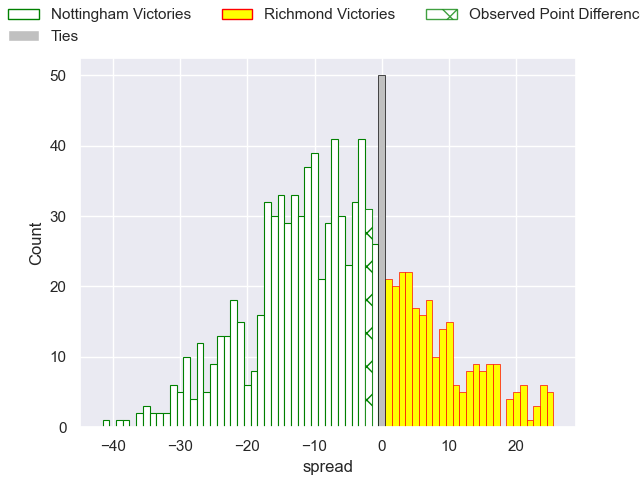 Nottingham Victories
Richmond Victories
Observed Point Differenc
Ties
50
40
30
20
10
0
Count
−40
−30
−20
−10
0
10
20
spread